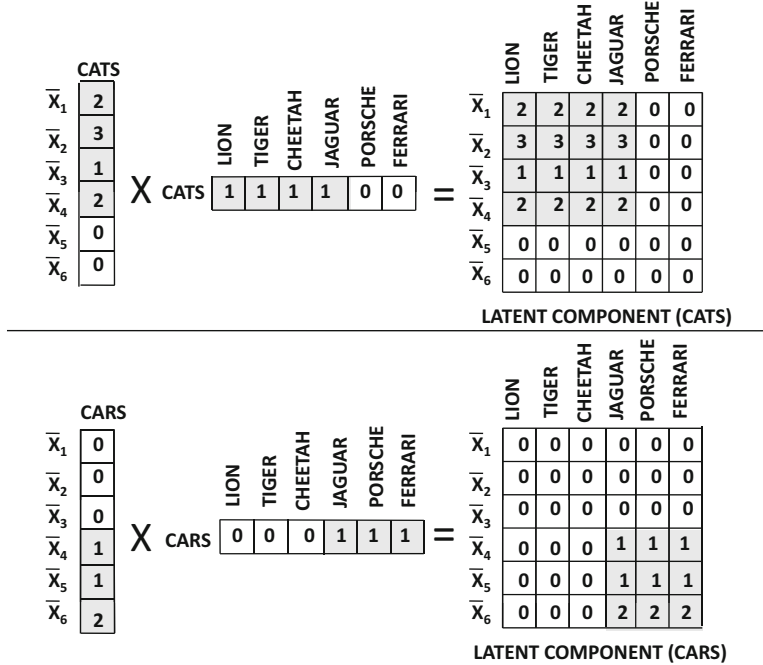 LION TIGER CHEETAH JAGUAR PORSCHE FERRARI
CATS
X̄1 2
X̄2 3
X̄3 1
X̄4 2
X̄5 0
X̄6 0
X
LION TIGER CHEETAH JAGUAR PORSCHE FERRARI
CATS 1 1 1 1 0 0
=
X̄1 2 2 2 2 0 0
X̄2 3 3 3 3 0 0
X̄3 1 1 1 1 0 0
X̄4 2 2 2 2 0 0
X̄5 0 0 0 0 0 0
X̄6 0 0 0 0 0 0
LATENT COMPONENT (CATS)
LION TIGER CHEETAH JAGUAR PORSCHE FERRARI
CARS
X̄1 0
X̄2 0
X̄3 0
X̄4 1
X̄5 1
X̄6 2
X
LION TIGER CHEETAH JAGUAR PORSCHE FERRARI
CARS 0 0 0 1 1 1
=
X̄1 0 0 0 0 0 0
X̄2 0 0 0 0 0 0
X̄3 0 0 0 0 0 0
X̄4 0 0 0 1 1 1
X̄5 0 0 0 1 1 1
X̄6 0 0 0 2 2 2
LATENT COMPONENT (CARS)